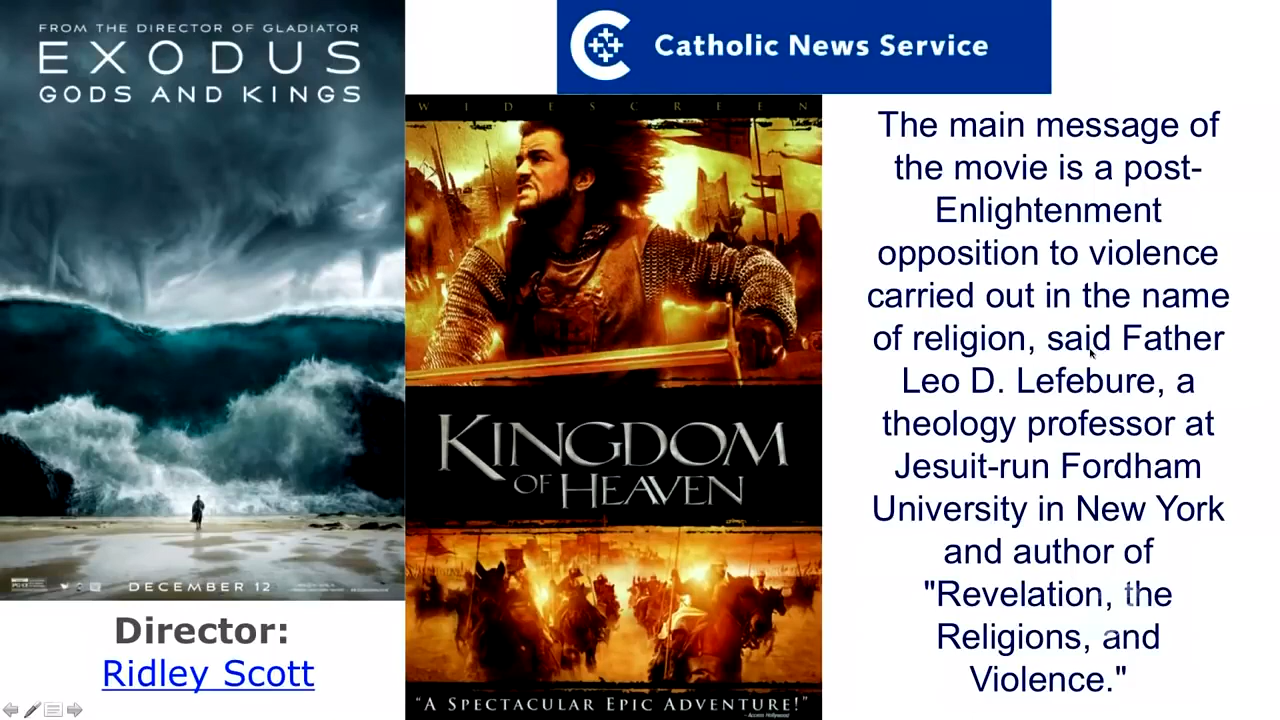 FROM THE DIRECTOR OF GLADIATOR
EXODUS
GODS AND KINGS
DECEMBER 12
Director:
Ridley Scott
Catholic News Service
WIDESCREEN
KINGDOM
OF HEAVEN
"A SPECTACULAR EPIC ADVENTURE!"
- Access Hollywood
The main message of
the movie is a post-
Enlightenment
opposition to violence
carried out in the name
of religion, said Father
Leo D. Lefebure, a
theology professor at
Jesuit-run Fordham
University in New York
and author of
"Revelation, the
Religions, and
Violence."